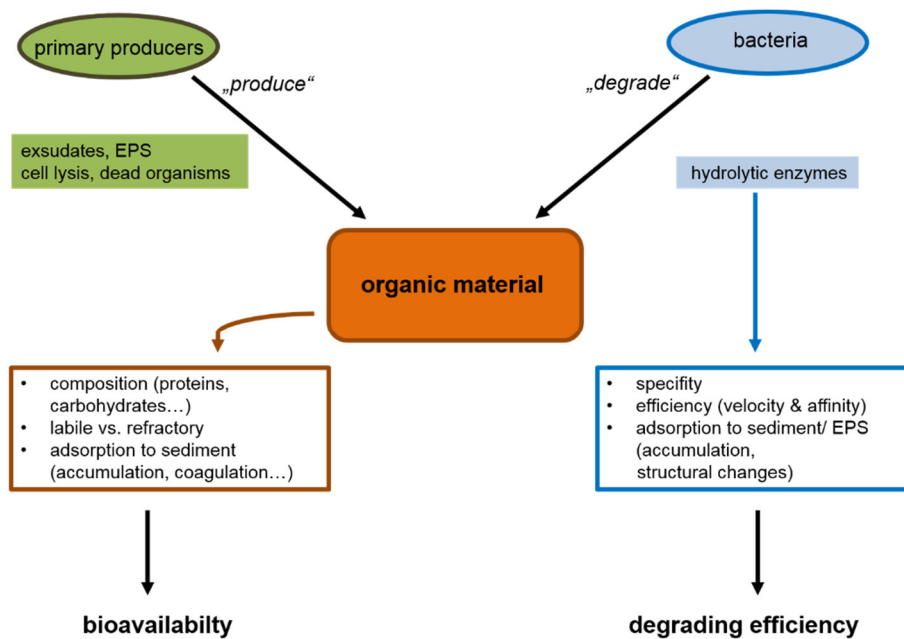 primary producers
bacteria
„produce“
„degrade“
exsudates, EPS
cell lysis, dead organisms
hydrolytic enzymes
organic material
• composition (proteins,
carbohydrates…)
• labile vs. refractory
• adsorption to sediment
(accumulation, coagulation…)
• specifity
• efficiency (velocity & affinity)
• adsorption to sediment/ EPS
(accumulation,
structural changes)
bioavailabilty
degrading efficiency